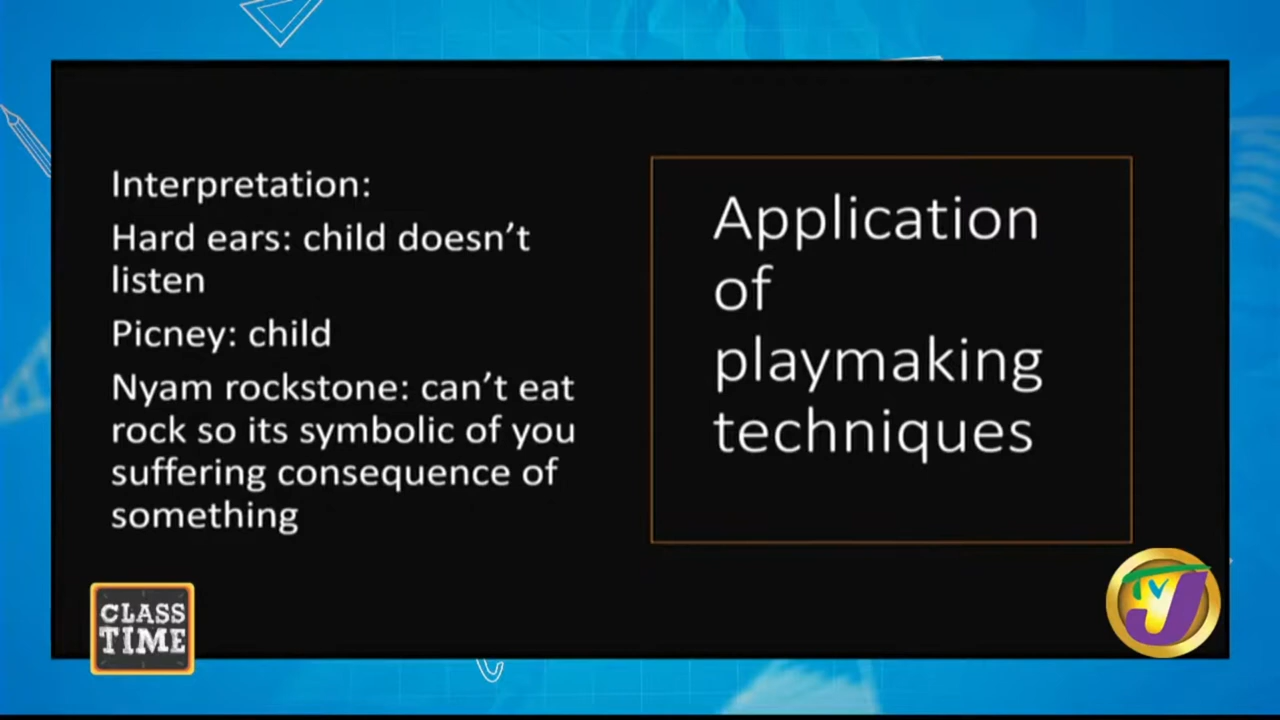 Interpretation:
Hard ears: child doesn't
listen
Picney: child
Nyam rockstone: can't eat
rock so its symbolic of you
suffering consequence of
something
Application
of
playmaking
techniques
CLASS
TIME
TVJ